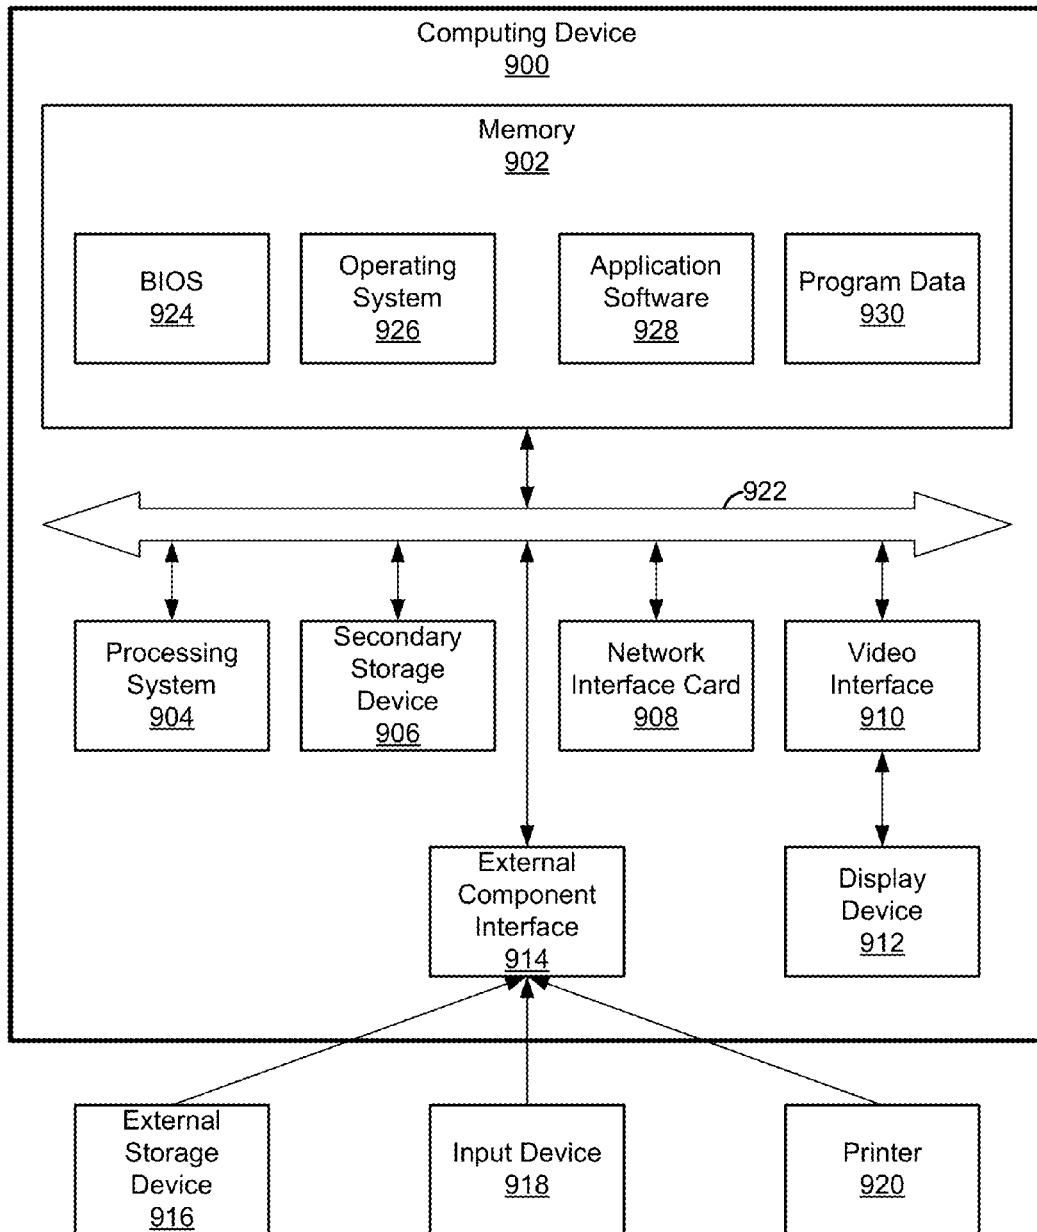 Computing Device
900
Memory
902
BIOS
924
Operating
System
926
Application
Software
928
Program Data
930
922
Processing
System
904
Secondary
Storage
Device
906
Network
Interface Card
908
Video
Interface
910
External
Component
Interface
914
Display
Device
912
External
Storage
Device
916
Input Device
918
Printer
920